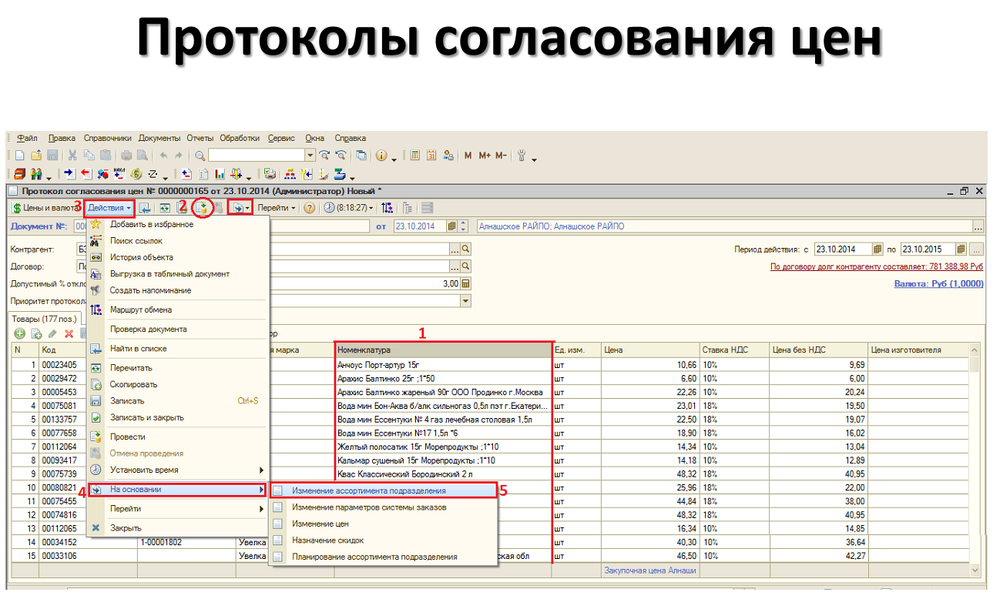 Протоколы согласования цен
Файл Правка Справочники Документы Отчеты Обработки Сервис Окна Справка
M M+ M-
Протокол согласования цен № 0000000165 от 23.10.2014 (Администратор) Новый *
Цены и валюта 3 Действия 2 Перейти (8:18:27)
Документ №: от 23.10.2014 Алнашское РАЙПО; Алнашское РАЙПО ...
Контрагент: ... Период действия: с 23.10.2014 по 23.10.2015 ...
Договор: ... По договору долг контрагента составляет: 781 388,98 Руб
Допустимый % откло 3,00 Валюта: Руб (1,0000)
Приоритет протокол
Товары (177 поз.)
1
N Код я марка Номенклатура Ед. изм. Цена Ставка НДС Цена без НДС Цена изготовителя
1 00023405 Анчоус Порт-артур 15г шт 10,66 10% 9,69
2 00029472 Арахис Балтинко 25г ;1*50 шт 6,60 10% 6,00
3 00005453 Арахис Балтинко жареный 90г ООО Продинко г.Москва шт 22,26 10% 20,24
4 00075081 Вода мин Бон-Аква б/алк сильногаз 0,5л пэт г.Екатери... шт 23,01 18% 19,50
5 00133757 Вода мин Ессентуки № 4 газ лечебная столовая 1,5л шт 22,50 18% 19,07
6 00077658 Вода мин Ессентуки №17 1,5л *6 шт 18,90 18% 16,02
7 00112064 Желтый полосатик 15г Морепродукты ;1*10 шт 14,34 10% 13,04
8 00093417 Кальмар сушеный 15г Морепродукты ;1*10 шт 14,18 10% 12,89
9 00075739 Квас Классический Бородинский 2 л шт 48,32 18% 40,95
10 00080821 шт 25,96 18% 22,00
11 00075455 шт 44,84 18% 38,00
12 00074816 шт 48,32 18% 40,95
13 00112065 шт 16,34 10% 14,85
14 00034152 1-00001802 Увелка шт 40,30 10% 36,64
15 00033106 Увелка ская обл шт 46,50 10% 42,27
Закупочная цена Алнаши
Добавить в избранное
Поиск ссылок
История объекта
Выгрузка в табличный документ
Создать напоминание
Маршрут обмена
Проверка документа
Найти в списке
Перечитать
Скопировать
Записать Ctrl+S
Записать и закрыть
Провести
Отмена проведения
Установить время
4 На основании
Перейти
Закрыть
Изменение ассортимента подразделения 5
Изменение параметров системы заказов
Изменение цен
Назначение скидок
Планирование ассортимента подразделения